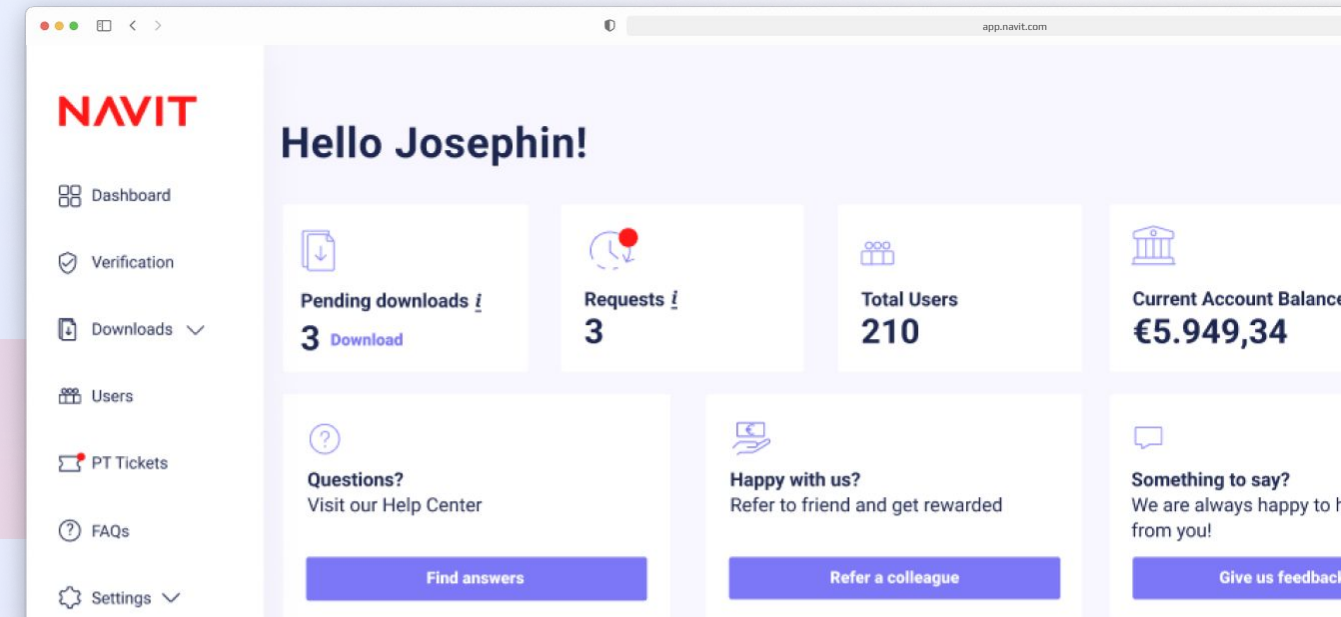 app.navit.com
NAVIT
Hello Josephin!
Dashboard
Verification
Downloads
Users
PT Tickets
FAQs
Settings
Pending downloads i
3 Download
Requests i
3
Total Users
210
Current Account Balance
€5.949,34
Questions?
Visit our Help Center
Find answers
Happy with us?
Refer to friend and get rewarded
Refer a colleague
Something to say?
We are always happy to
from you!
Give us feedback